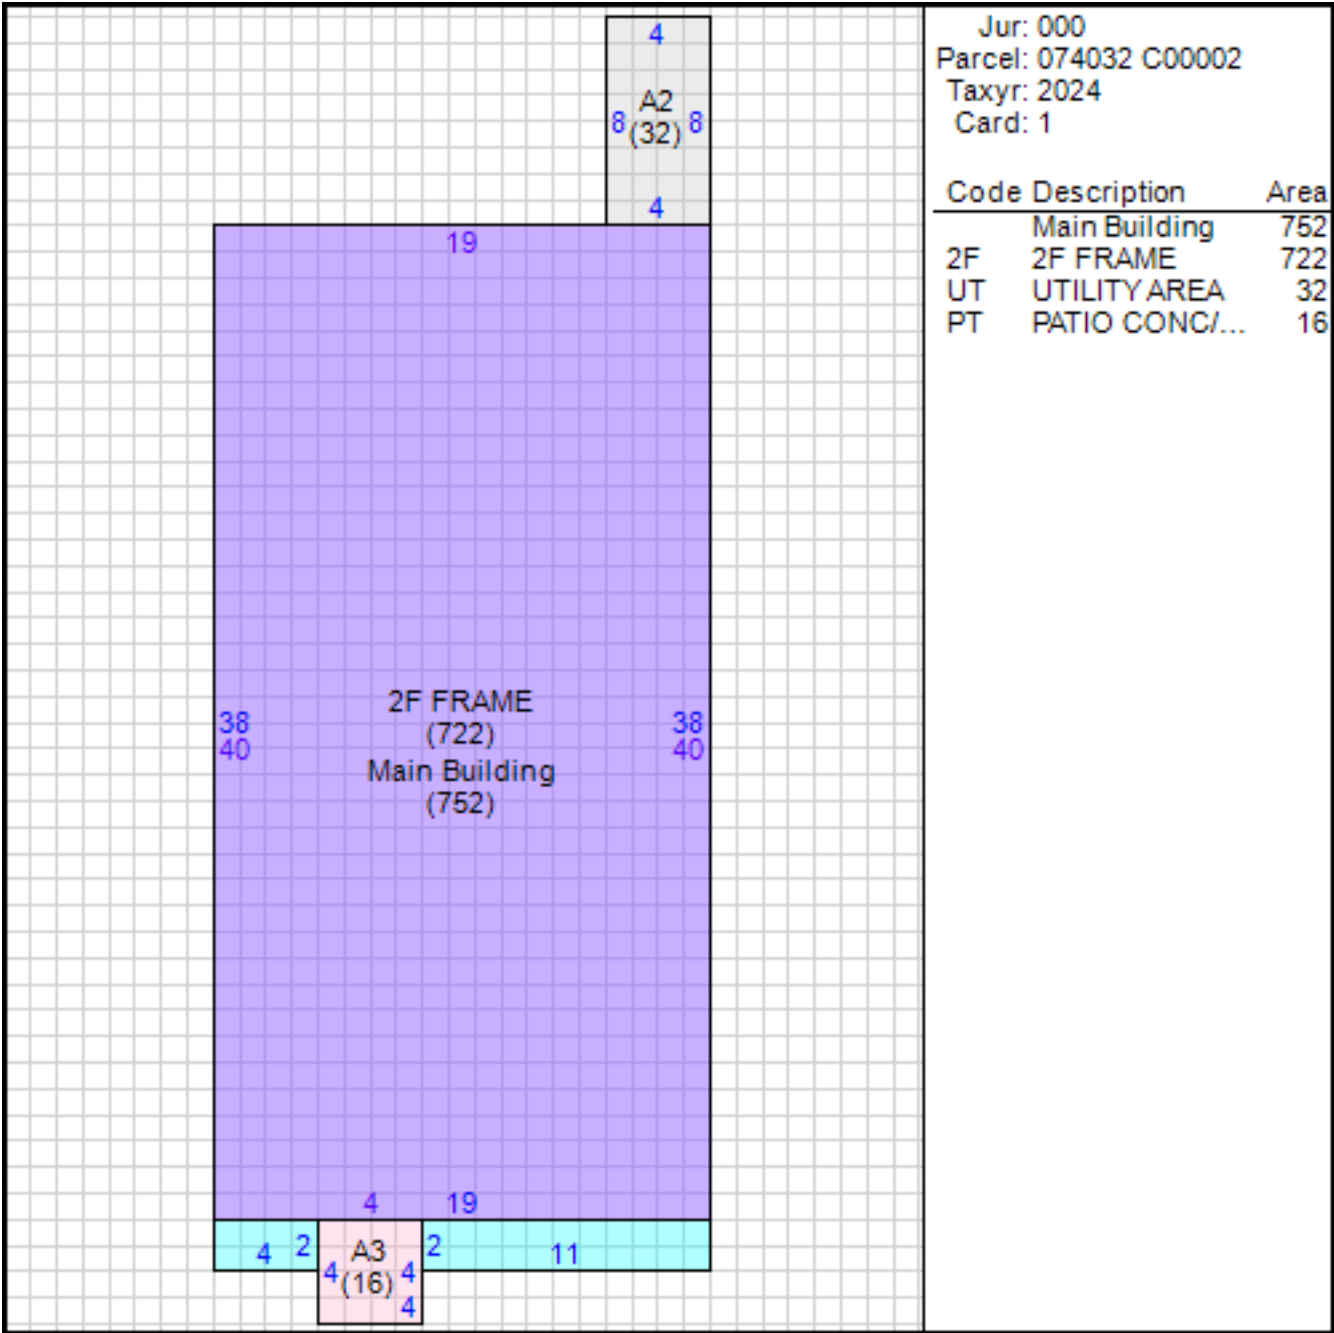 4
A2
8 (32) 8
4
19
2F FRAME
38 (722) 38
40 Main Building 40
(752)
4 19
4 2 A3 2 11
4 (16) 4
4
Jur: 000
Parcel: 074032 C00002
Taxyr: 2024
Card: 1
Code Description Area
Main Building 752
2F 2F FRAME 722
UT UTILITY AREA 32
PT PATIO CONC/... 16